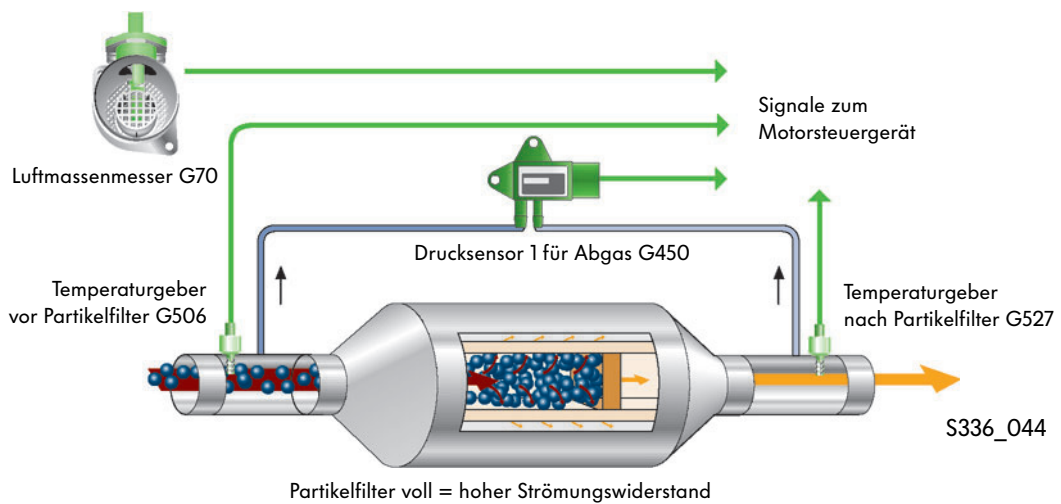 Signale zum
Motorsteuergerät
Luftmassenmesser G70
Drucksensor 1 für Abgas G450
Temperaturgeber
vor Partikelfilter G506
Temperaturgeber
nach Partikelfilter G527
S336_044
Partikelfilter voll = hoher Strömungswiderstand